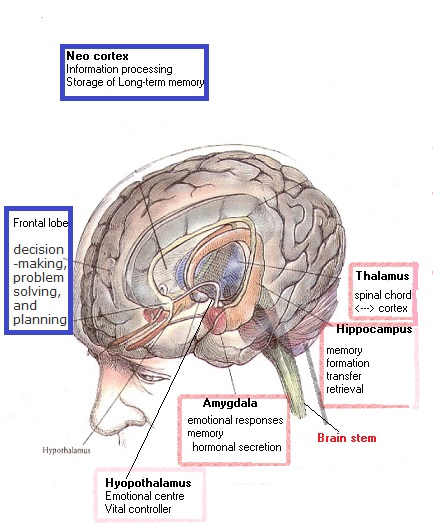 Neo cortex
Information processing
Storage of Long-term memory
Frontal lobe
decision
-making,
problem
solving,
and
planning
Thalamus
spinal chord
<---> cortex
Hippocampus
memory
formation
transfer
retrieval
Amygdala
emotional responses
memory
hormonal secretion
Brain stem
Hypothalamus
Hyopothalamus
Emotional centre
Vital controller